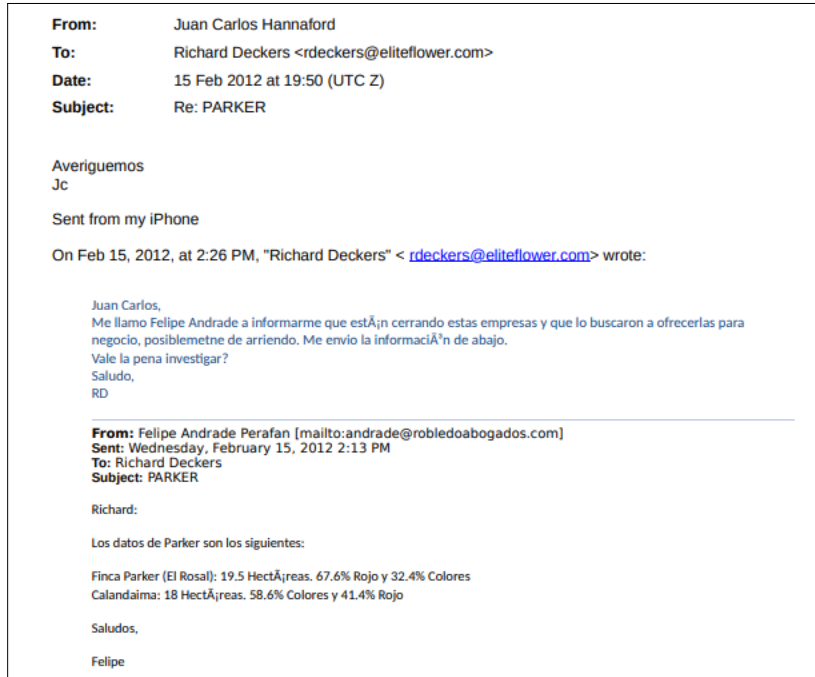 From: Juan Carlos Hannaford
To: Richard Deckers <rdeckers@eliteflower.com>
Date: 15 Feb 2012 at 19:50 (UTC Z)
Subject: Re: PARKER
Averiguemos
Jc
Sent from my iPhone
On Feb 15, 2012, at 2:26 PM, "Richard Deckers" < rdeckers@eliteflower.com> wrote:
Juan Carlos,
Me llamo Felipe Andrade a informarme que estÃ¡n cerrando estas empresas y que lo buscaron a ofrecerlas para
negocio, posiblemetne de arriendo. Me envio la informaciÃ³n de abajo.
Vale la pena investigar?
Saludo,
RD
From: Felipe Andrade Perafan [mailto:andrade@robledoabogados.com]
Sent: Wednesday, February 15, 2012 2:13 PM
To: Richard Deckers
Subject: PARKER
Richard:
Los datos de Parker son los siguientes:
Finca Parker (El Rosal): 19.5 HectÃ¡reas. 67.6% Rojo y 32.4% Colores
Calandaima: 18 HectÃ¡reas. 58.6% Colores y 41.4% Rojo
Saludos,
Felipe